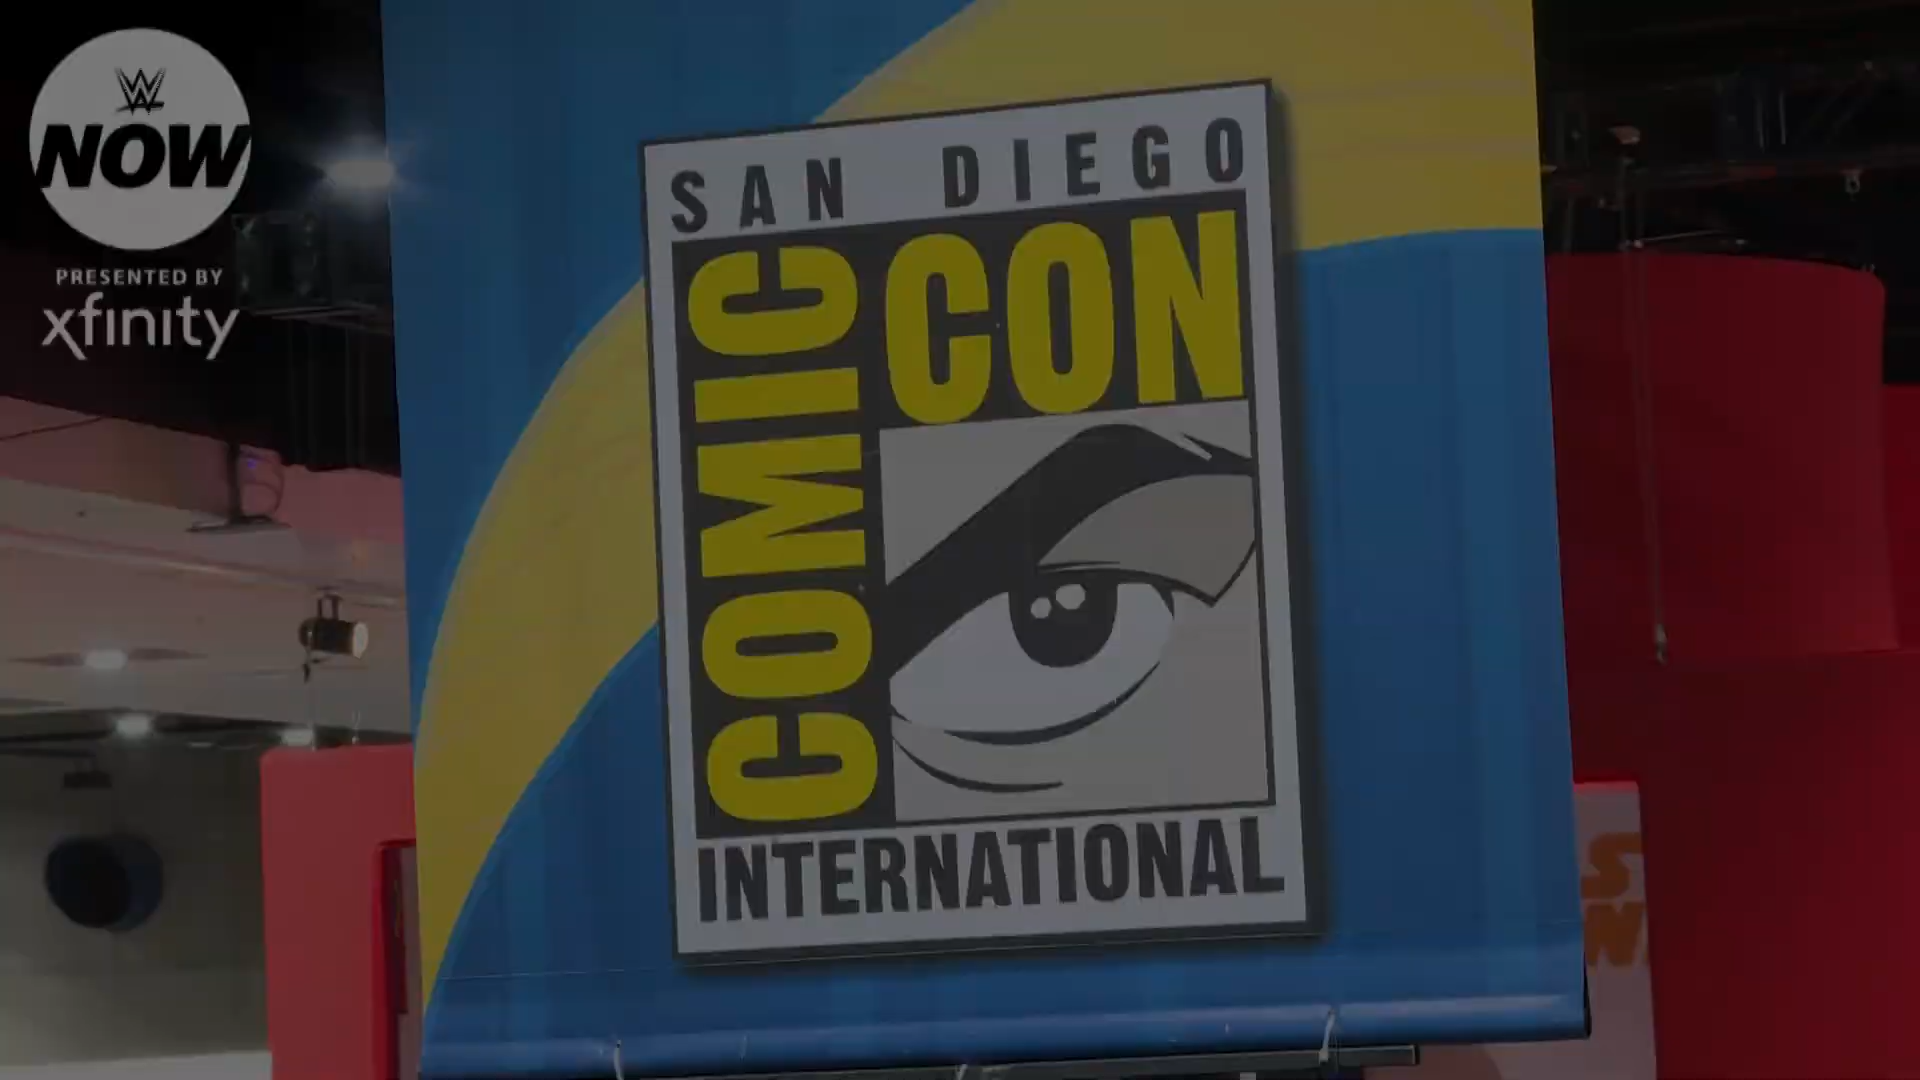 W
NOW
PRESENTED BY
xfinity
SAN DIEGO
COMIC CON
INTERNATIONAL